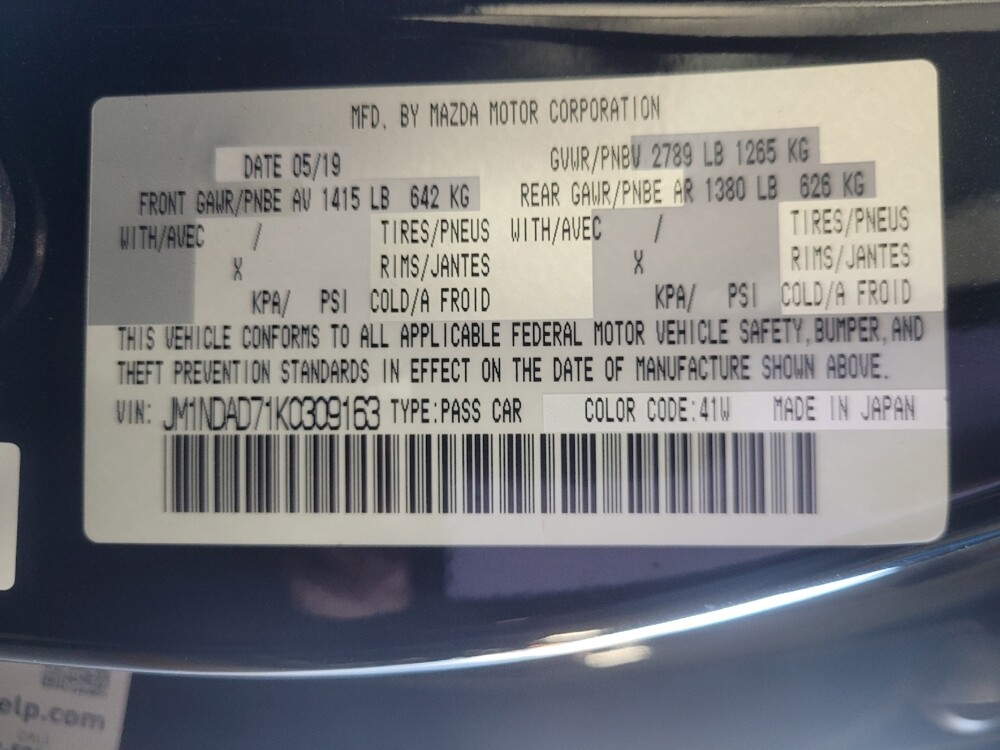 MFD. BY MAZDA MOTOR CORPORATION
DATE 05/19 GVWR/PNBV 2789 LB 1265 KG
FRONT GAWR/PNBE AV 1415 LB 642 KG REAR GAWR/PNBE AR 1380 LB 626 KG
WITH/AVEC / TIRES/PNEUS WITH/AVEC / TIRES/PNEUS
X RIMS/JANTES X RIMS/JANTES
KPA/ PSI COLD/A FROID KPA/ PSI COLD/A FROID
THIS VEHICLE CONFORMS TO ALL APPLICABLE FEDERAL MOTOR VEHICLE SAFETY, BUMPER, AND
THEFT PREVENTION STANDARDS IN EFFECT ON THE DATE OF MANUFACTURE SHOWN ABOVE.
VIN: JM1NDAD71K0309163 TYPE:PASS CAR COLOR CODE:41W MADE IN JAPAN
elp.com